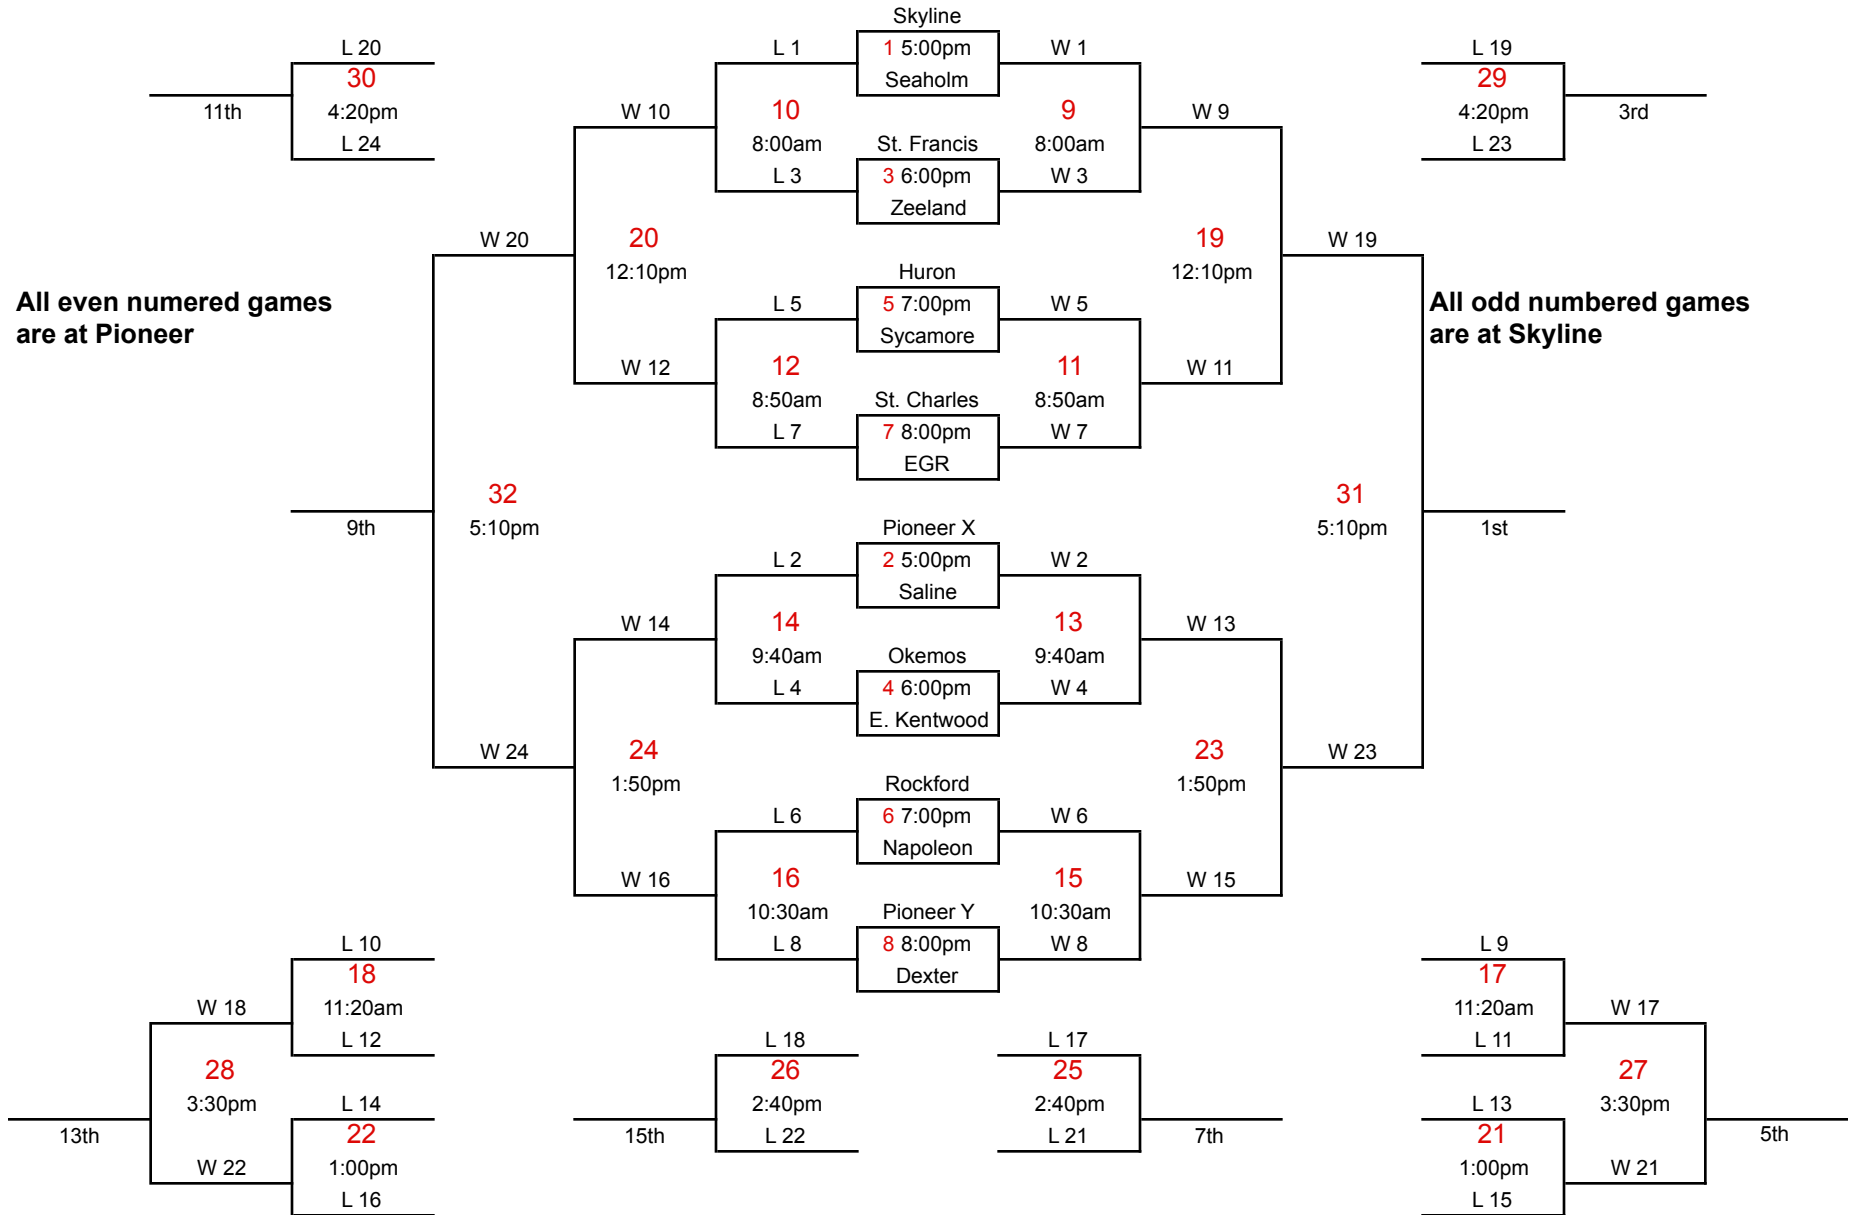 Skyline
L 20
L 1
1 5:00pm
W 1
L 19
30
Seaholm
29
11th
4:20pm
W 10
10
9
W 9
4:20pm
3rd
L 24
8:00am
St. Francis
8:00am
L 23
L 3
3 6:00pm
W 3
Zeeland
W 20
20
19
W 19
12:10pm
Huron
12:10pm
All even numered games
are at Pioneer
L 5
5 7:00pm
W 5
All odd numbered games
are at Skyline
Sycamore
W 12
12
11
W 11
8:50am
St. Charles
8:50am
L 7
7 8:00pm
W 7
EGR
32
31
9th
5:10pm
Pioneer X
5:10pm
1st
L 2
2 5:00pm
W 2
Saline
W 14
14
13
W 13
9:40am
Okemos
9:40am
L 4
4 6:00pm
W 4
E. Kentwood
W 24
24
23
W 23
1:50pm
Rockford
1:50pm
L 6
6 7:00pm
W 6
Napoleon
W 16
16
15
W 15
10:30am
Pioneer Y
10:30am
L 10
L 8
8 8:00pm
W 8
L 9
18
Dexter
17
W 18
11:20am
11:20am
W 17
L 12
L 18
L 17
L 11
28
26
25
27
3:30pm
L 14
2:40pm
2:40pm
L 13
3:30pm
13th
22
15th
L 22
L 21
7th
21
5th
W 22
1:00pm
1:00pm
W 21
L 16
L 15